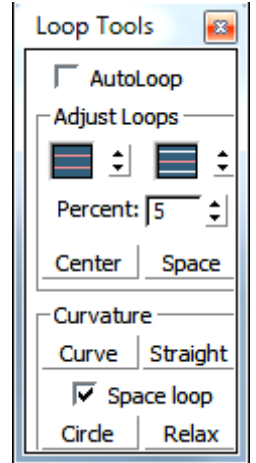 Loop Tools
AutoLoop
Adjust Loops
Percent: 5
Center Space
Curvature
Curve Straight
Space loop
Circle Relax